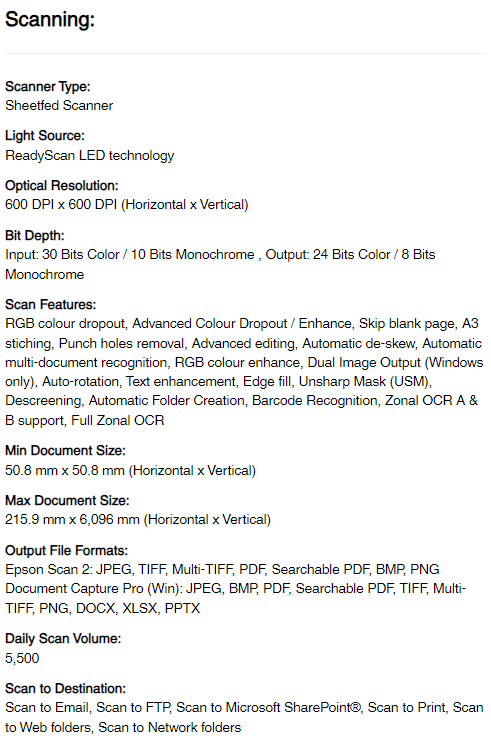 Scanning:
Scanner Type:
Sheetfed Scanner
Light Source:
ReadyScan LED technology
Optical Resolution:
600 DPI x 600 DPI (Horizontal x Vertical)
Bit Depth:
Input: 30 Bits Color / 10 Bits Monochrome , Output: 24 Bits Color / 8 Bits
Monochrome
Scan Features:
RGB colour dropout, Advanced Colour Dropout / Enhance, Skip blank page, A3
stiching, Punch holes removal, Advanced editing, Automatic de-skew, Automatic
multi-document recognition, RGB colour enhance, Dual Image Output (Windows
only), Auto-rotation, Text enhancement, Edge fill, Unsharp Mask (USM),
Descreening, Automatic Folder Creation, Barcode Recognition, Zonal OCR A &
B support, Full Zonal OCR
Min Document Size:
50.8 mm x 50.8 mm (Horizontal x Vertical)
Max Document Size:
215.9 mm x 6,096 mm (Horizontal x Vertical)
Output File Formats:
Epson Scan 2: JPEG, TIFF, Multi-TIFF, PDF, Searchable PDF, BMP, PNG
Document Capture Pro (Win): JPEG, BMP, PDF, Searchable PDF, TIFF, Multi-
TIFF, PNG, DOCX, XLSX, PPTX
Daily Scan Volume:
5,500
Scan to Destination:
Scan to Email, Scan to FTP, Scan to Microsoft SharePoint®, Scan to Print, Scan
to Web folders, Scan to Network folders